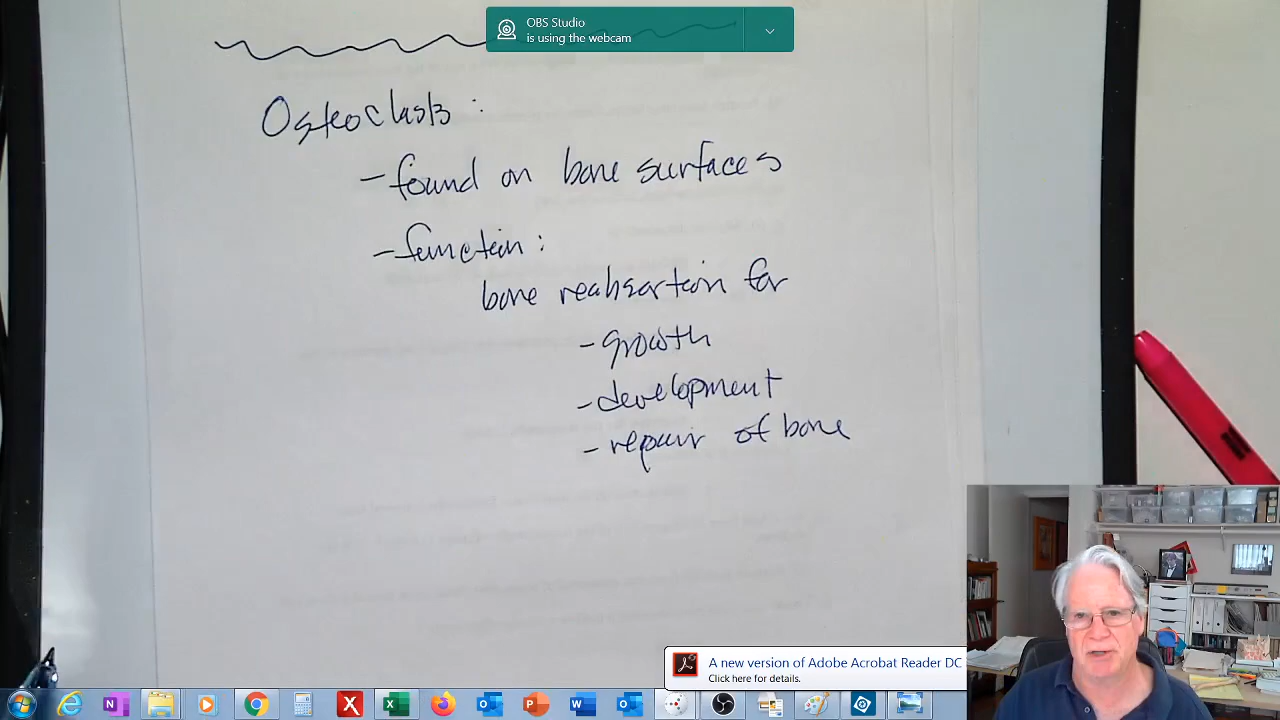 OBS Studio
is using the webcam
Osteoclasts :
- found on bone surfaces
- function :
bone reabsortion for
- growth
- development
- repair of bone
A new version of Adobe Acrobat Reader DC
Click here for details.